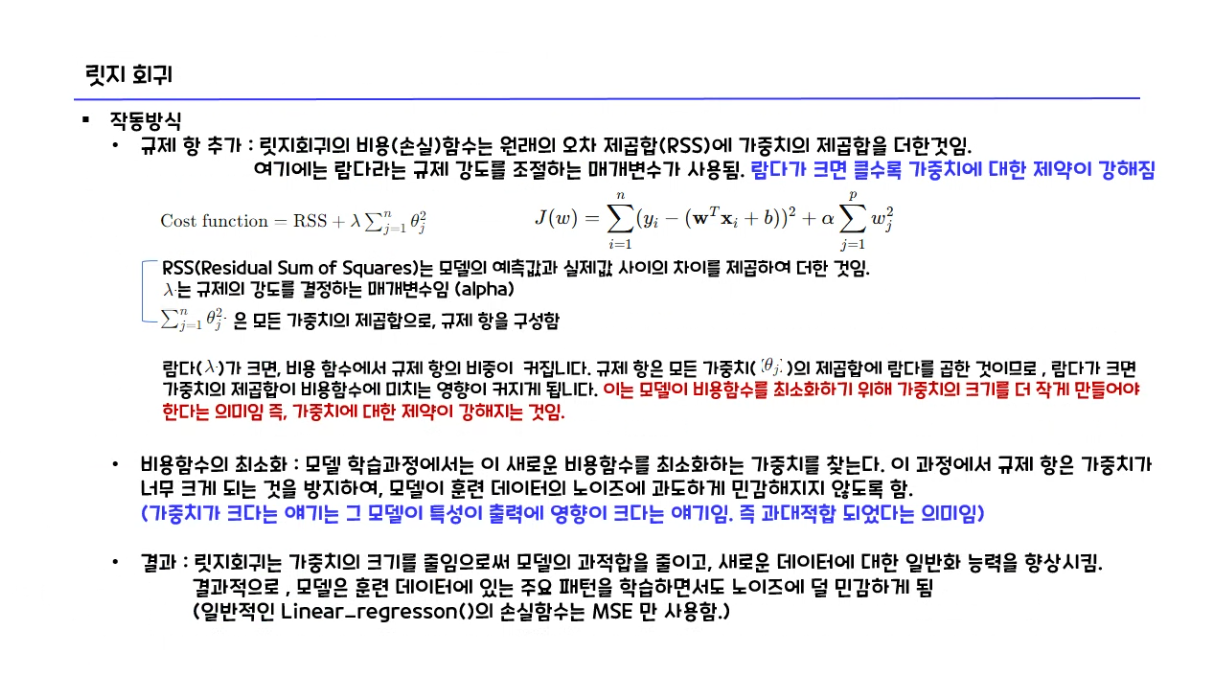 릿지 회귀
▪ 작동방식
• 규제 항 추가 : 릿지회귀의 비용(손실)함수는 원래의 오차 제곱합(RSS)에 가중치의 제곱합을 더한것임.
여기에는 람다라는 규제 강도를 조절하는 매개변수가 사용됨. 람다가 크면 클수록 가중치에 대한 제약이 강해짐
Cost function = RSS + λ∑ⁿⱼ₌₁ θ²ⱼ
J(w) = ∑ⁿᵢ₌₁(yᵢ − (𝐰ᵀ𝐱ᵢ + b))² + α∑ᵖⱼ₌₁ w²ⱼ
RSS(Residual Sum of Squares)는 모델의 예측값과 실제값 사이의 차이를 제곱하여 더한 것임.
λ는 규제의 강도를 결정하는 매개변수임 (alpha)
∑ⁿⱼ₌₁ θ²ⱼ 은 모든 가중치의 제곱합으로, 규제 항을 구성함
람다(λ)가 크면, 비용 함수에서 규제 항의 비중이 커집니다. 규제 항은 모든 가중치(θⱼ)의 제곱합에 람다를 곱한 것이므로 , 람다가 크면
가중치의 제곱합이 비용함수에 미치는 영향이 커지게 됩니다. 이는 모델이 비용함수를 최소화하기 위해 가중치의 크기를 더 작게 만들어야
한다는 의미임 즉, 가중치에 대한 제약이 강해지는 것임.
• 비용함수의 최소화 : 모델 학습과정에서는 이 새로운 비용함수를 최소화하는 가중치를 찾는다. 이 과정에서 규제 항은 가중치가
너무 크게 되는 것을 방지하여, 모델이 훈련 데이터의 노이즈에 과도하게 민감해지지 않도록 함.
(가중치가 크다는 얘기는 그 모델이 특성이 출력에 영향이 크다는 얘기임. 즉 과대적합 되었다는 의미임)
• 결과 : 릿지회귀는 가중치의 크기를 줄임으로써 모델의 과적합을 줄이고, 새로운 데이터에 대한 일반화 능력을 향상시킴.
결과적으로 , 모델은 훈련 데이터에 있는 주요 패턴을 학습하면서도 노이즈에 덜 민감하게 됨
(일반적인 Linear_regresson()의 손실함수는 MSE 만 사용함.)